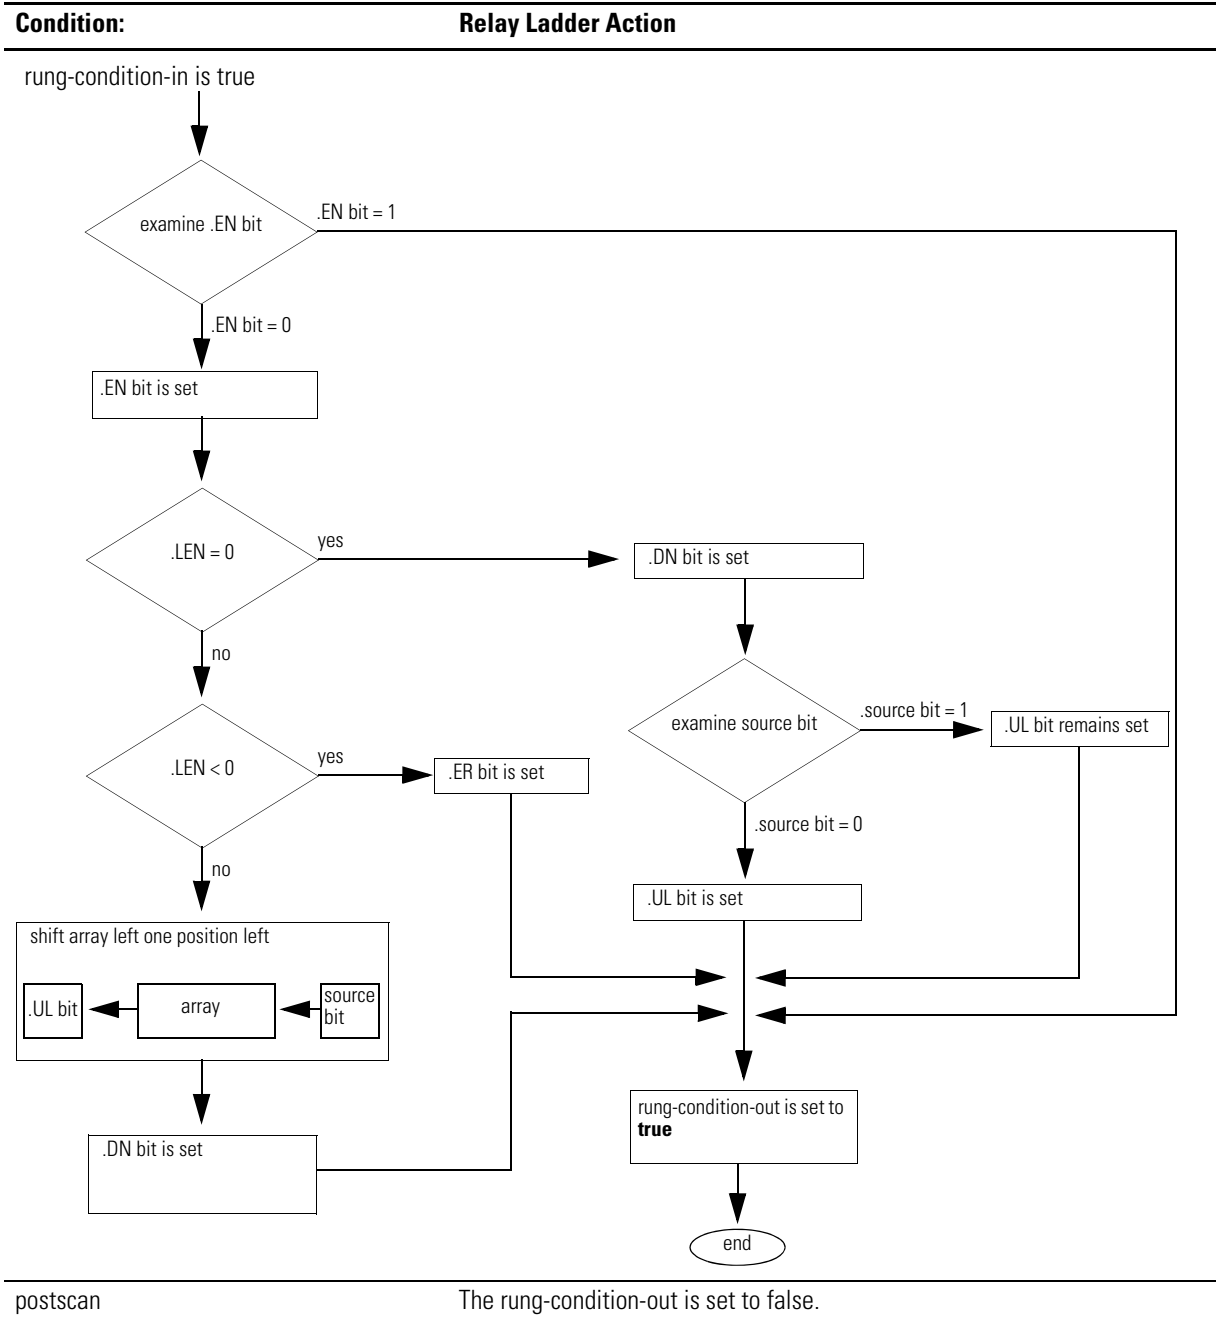 Condition:
Relay Ladder Action
rung-condition-in is true
examine .EN bit
.EN bit = 1
.EN bit = 0
.EN bit is set
.LEN = 0
yes
.DN bit is set
no
examine source bit
.source bit = 1
.UL bit remains set
.LEN < 0
yes
.ER bit is set
.source bit = 0
no
.UL bit is set
shift array left one position left
.UL bit
array
source
bit
rung-condition-out is set to
true
.DN bit is set
end
postscan
The rung-condition-out is set to false.